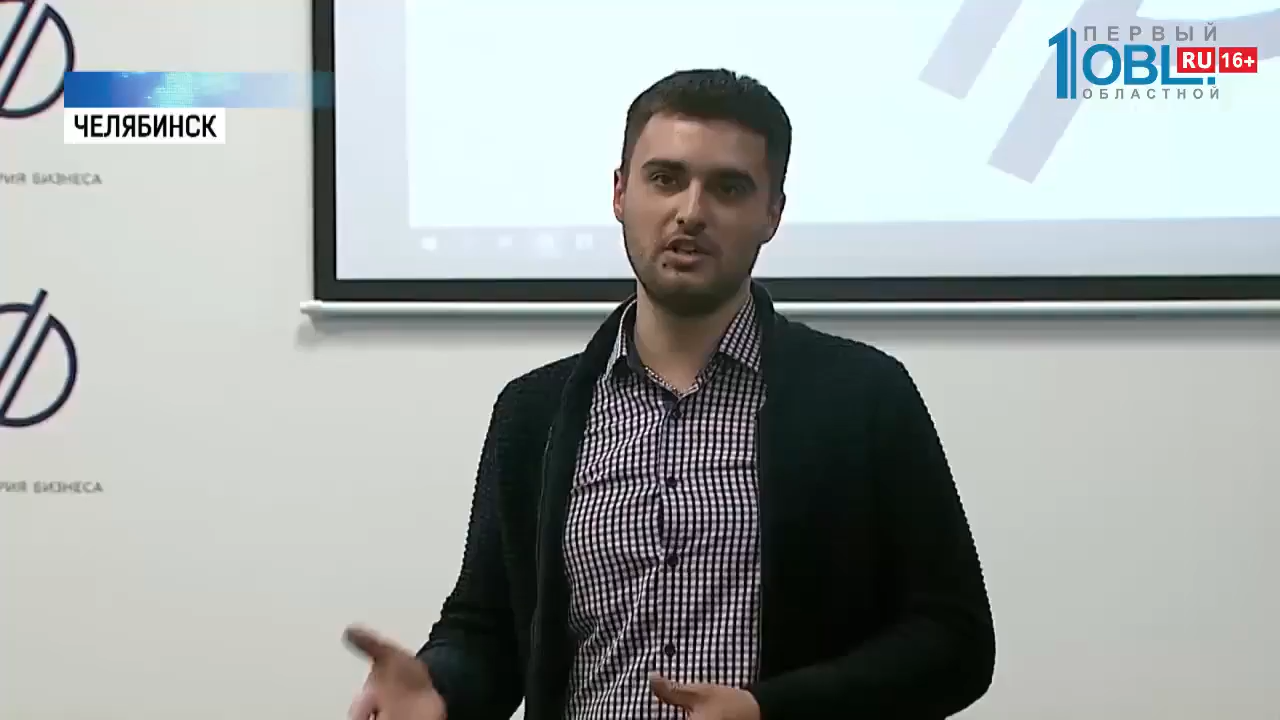 ПЕРВЫЙ
1OBL.
RU 16+
ОБЛАСТНОЙ
ЧЕЛЯБИНСК
РИЯ БИЗНЕСА
РИЯ БИЗНЕСА